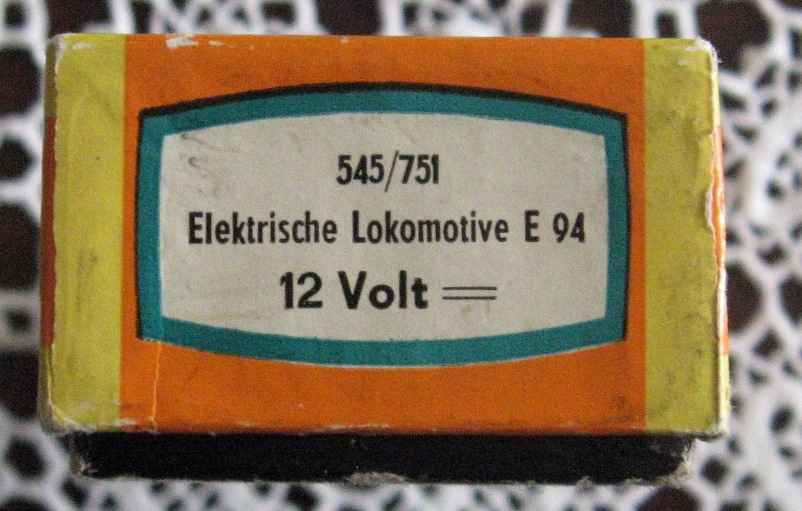 545/751
Elektrische Lokomotive E 94
12 Volt =